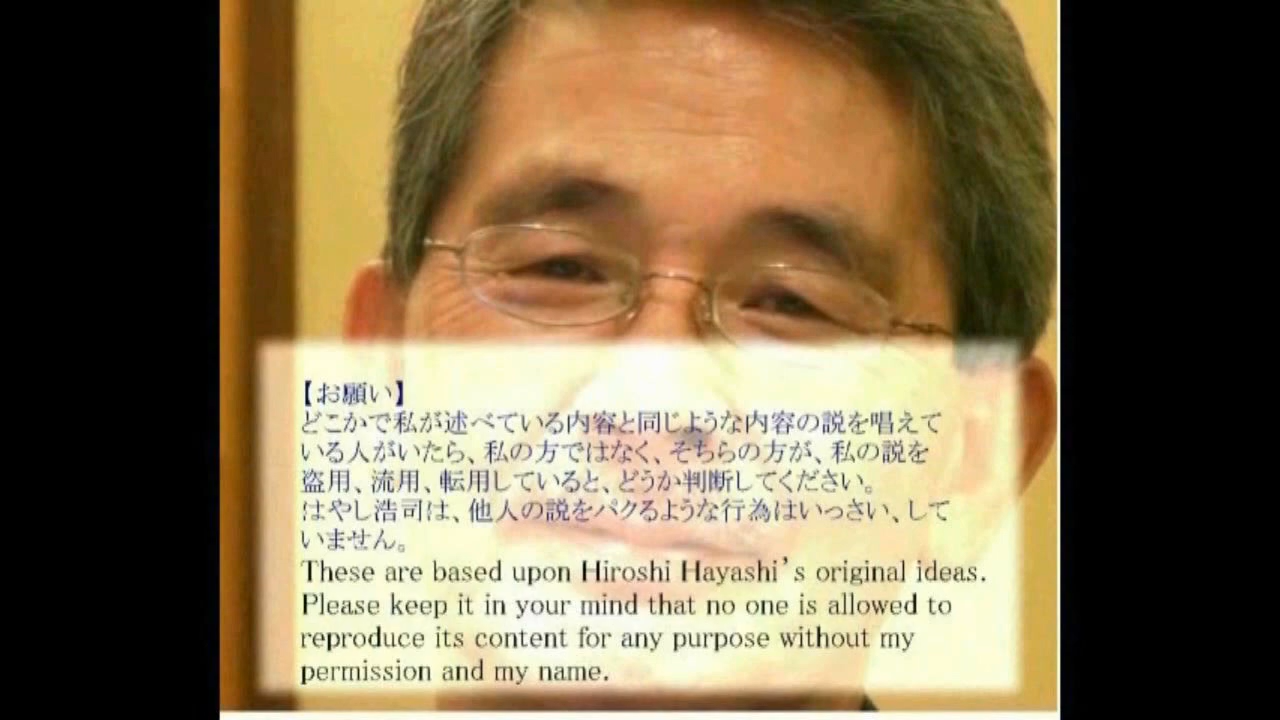 【お願い】
どこかで私が述べている内容と同じような内容の説を唱えて
いる人がいたら、私の方ではなく、そちらの方が、私の説を
盗用、流用、転用していると、どうか判断してください。
はやし浩司は、他人の説をパクるような行為はいっさい、して
いません。
These are based upon Hiroshi Hayashi's original ideas.
Please keep it in your mind that no one is allowed to
reproduce its content for any purpose without my
permission and my name.